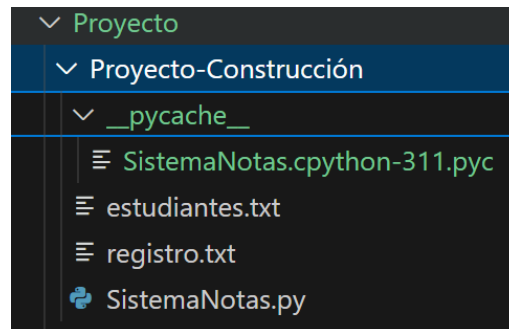 Proyecto
Proyecto-Construcción
__pycache__
SistemaNotas.cpython-311.pyc
estudiantes.txt
registro.txt
SistemaNotas.py